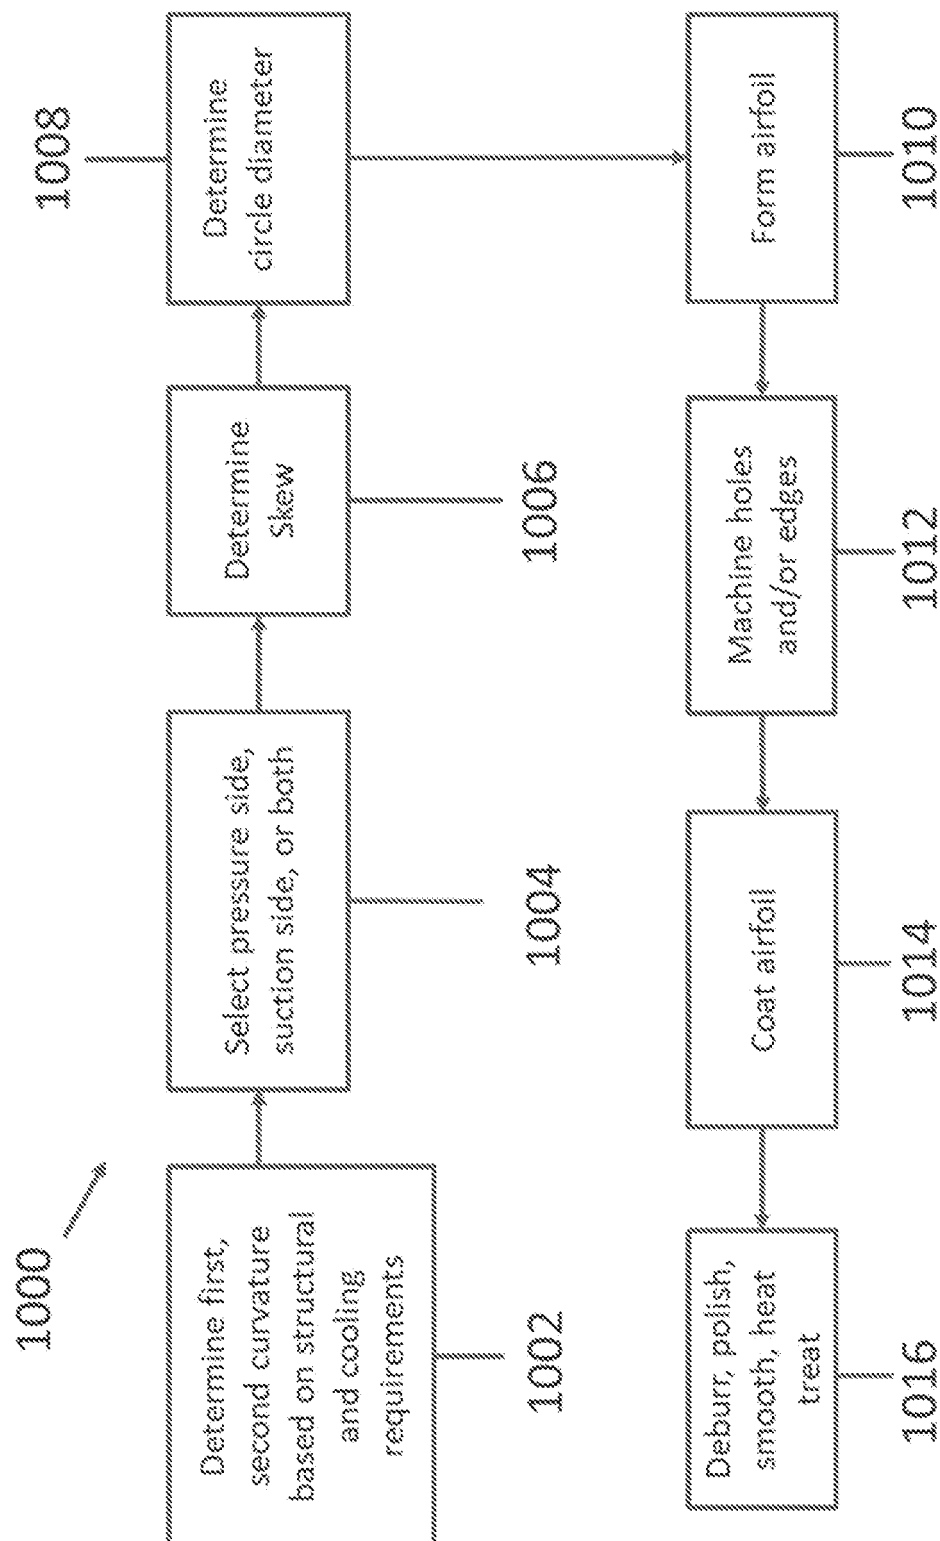 1000
Determine first,
second curvature
based on structural
and cooling
requirements
1002
Select pressure side,
suction side, or both
1004
Determine
Skew
1006
Determine
circle diameter
1008
Form airfoil
1010
Machine holes
and/or edges
1012
Coat airfoil
1014
Deburr, polish,
smooth, heat
treat
1016